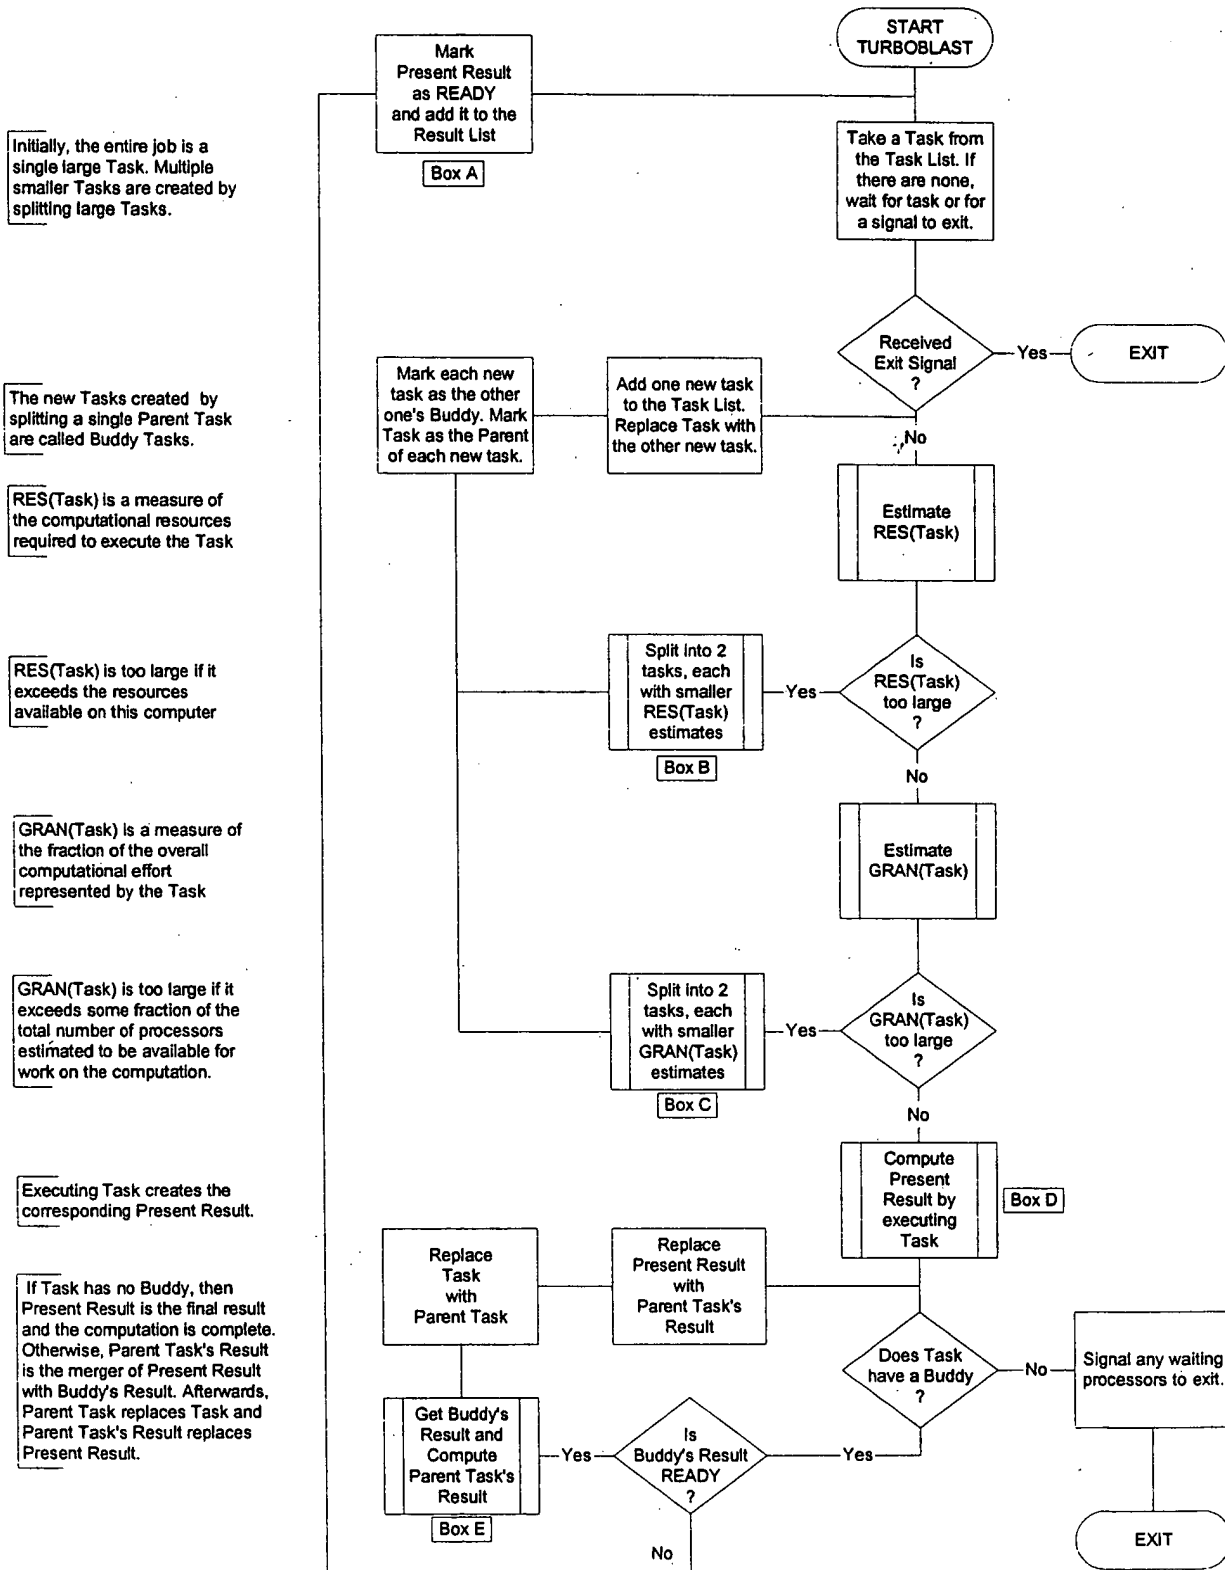 START
TURBOBLAST
Mark
Present Result
as READY
and add it to the
Result List
Box A
Initially, the entire job is a
single large Task. Multiple
smaller Tasks are created by
splitting large Tasks.
Take a Task from
the Task List. If
there are none,
wait for task or for
a signal to exit.
Received
Exit Signal
?
Yes
EXIT
No
Mark each new
task as the other
one's Buddy. Mark
Task as the Parent
of each new task.
Add one new task
to the Task List.
Replace Task with
the other new task.
The new Tasks created by
splitting a single Parent Task
are called Buddy Tasks.
RES(Task) is a measure of
the computational resources
required to execute the Task
Estimate
RES(Task)
RES(Task) is too large if it
exceeds the resources
available on this computer
Split into 2
tasks, each
with smaller
RES(Task)
estimates
Box B
Yes
Is
RES(Task)
too large
?
No
GRAN(Task) is a measure of
the fraction of the overall
computational effort
represented by the Task
Estimate
GRAN(Task)
GRAN(Task) is too large if it
exceeds some fraction of the
total number of processors
estimated to be available for
work on the computation.
Split into 2
tasks, each
with smaller
GRAN(Task)
estimates
Box C
Yes
Is
GRAN(Task)
too large
?
No
Executing Task creates the
corresponding Present Result.
Compute
Present
Result by
executing
Task
Box D
Replace
Task
with
Parent Task
Replace
Present Result
with
Parent Task's
Result
If Task has no Buddy, then
Present Result is the final result
and the computation is complete.
Otherwise, Parent Task's Result
is the merger of Present Result
with Buddy's Result. Afterwards,
Parent Task replaces Task and
Parent Task's Result replaces
Present Result.
Does Task
have a Buddy
?
No
Signal any waiting
processors to exit.
Get Buddy's
Result and
Compute
Parent Task's
Result
Box E
Yes
Is
Buddy's Result
READY
?
Yes
No
EXIT